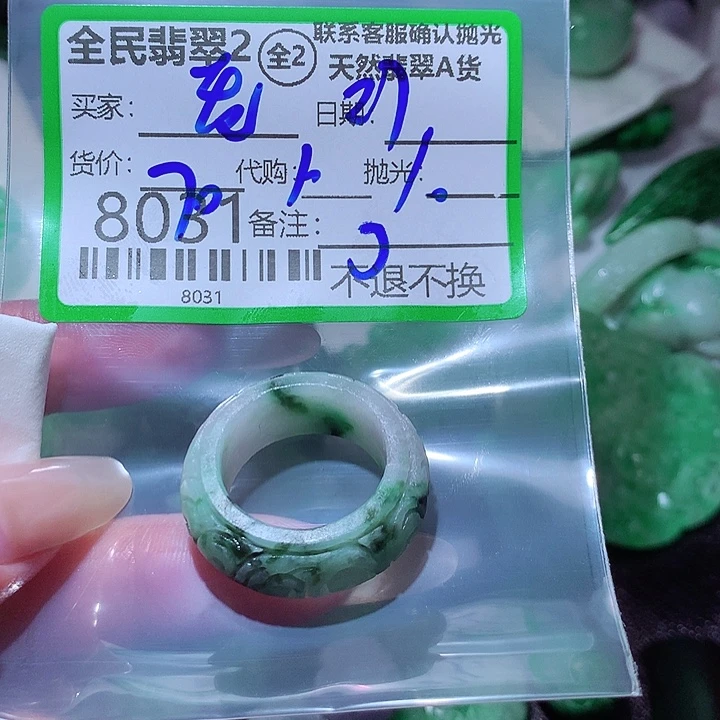 全民翡翠2 全2 联系客服确认抛光
天然翡翠A货
买家: 日期:
货价: 代购: 抛光:
8031 备注:
不退不换
8031